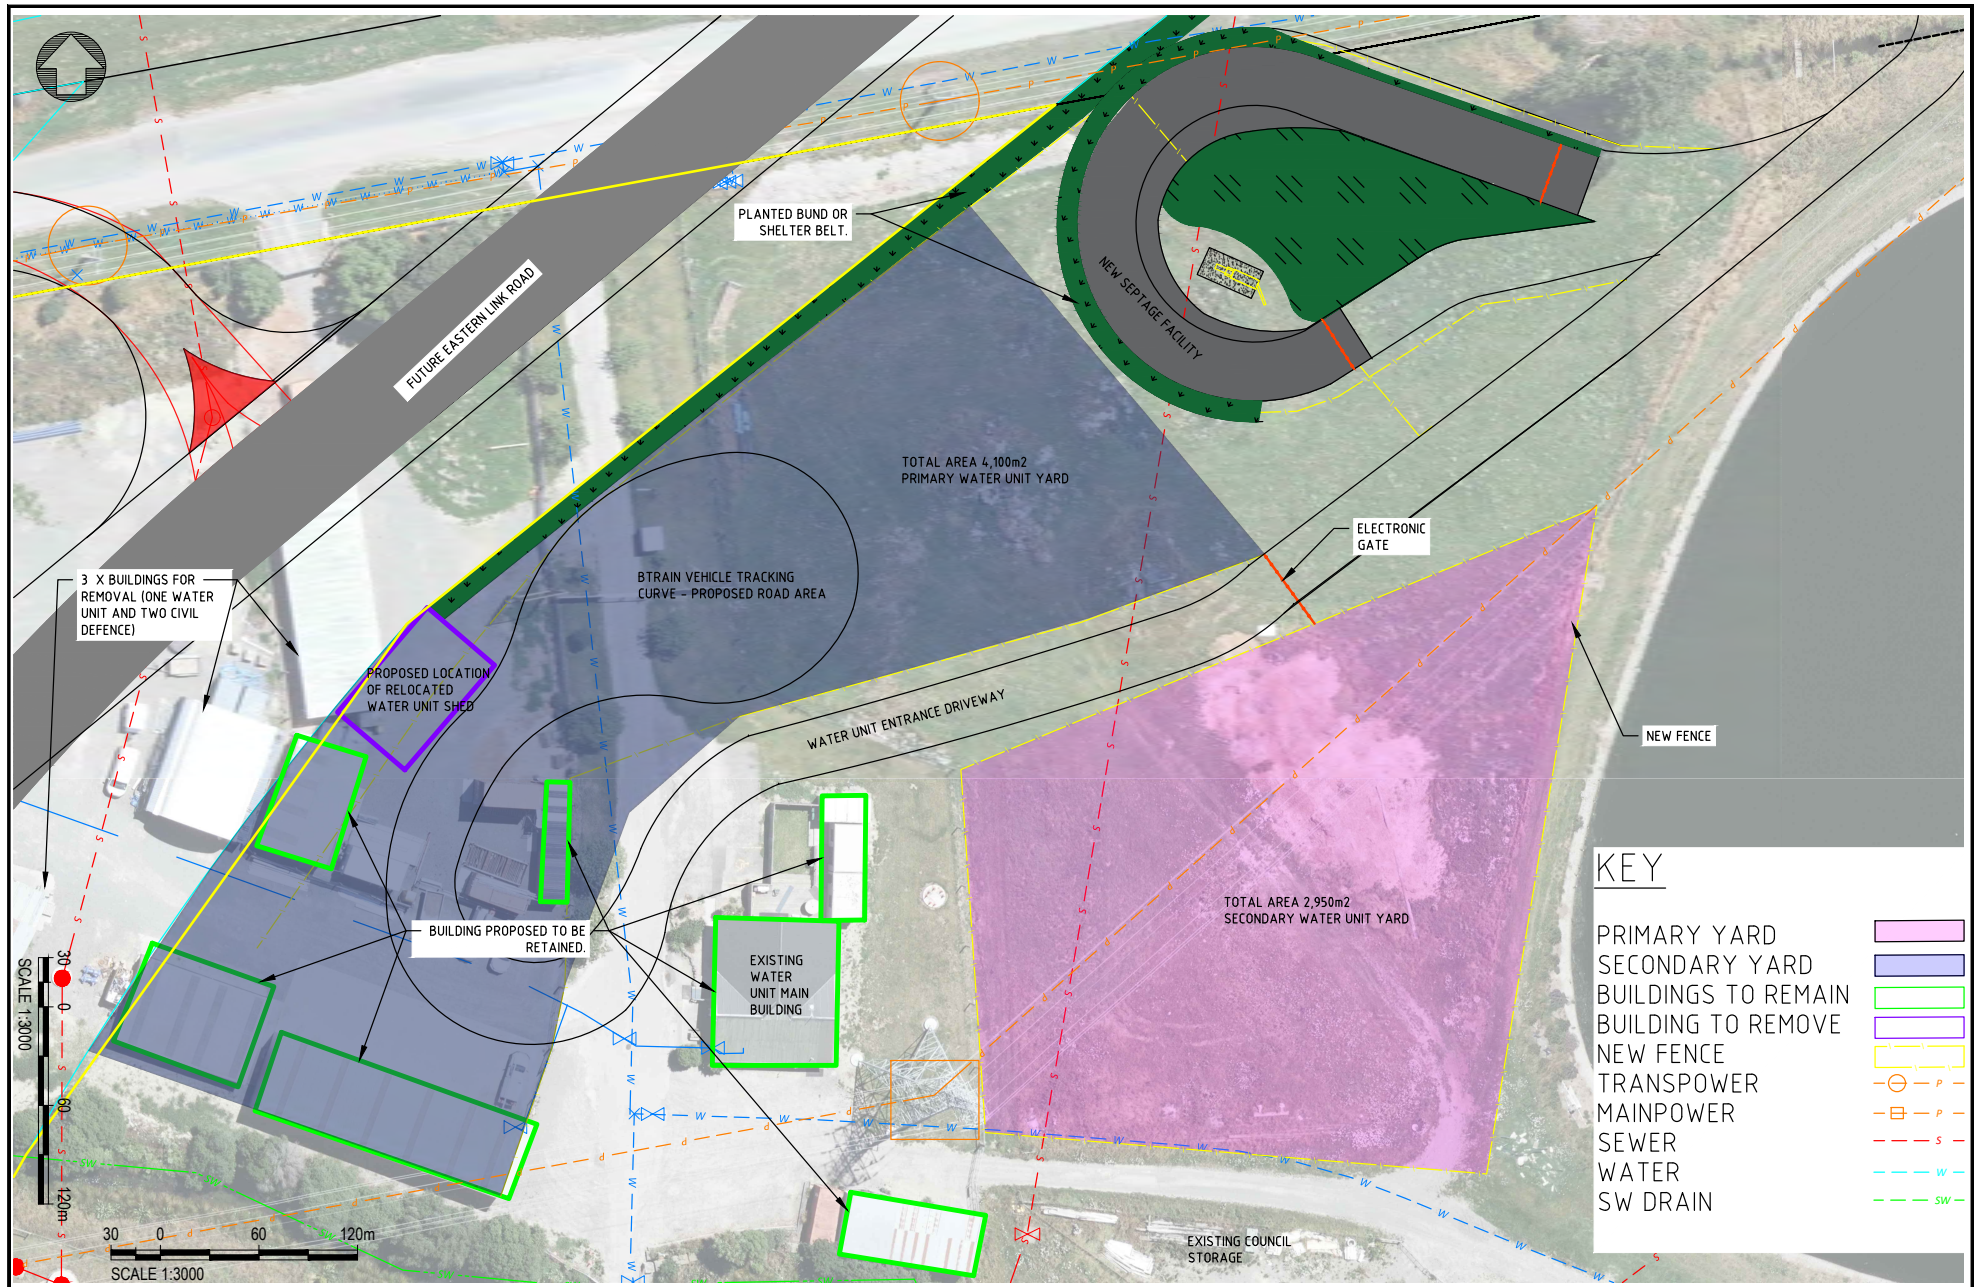 PLANTED BUND OR
SHELTER BELT.
NEW SEPTAGE FACILITY
FUTURE EASTERN LINK ROAD
TOTAL AREA 4,100m2
PRIMARY WATER UNIT YARD
ELECTRONIC
GATE
BTRAIN VEHICLE TRACKING
CURVE - PROPOSED ROAD AREA
3 X BUILDINGS FOR
REMOVAL (ONE WATER
UNIT AND TWO CIVIL
DEFENCE)
PROPOSED LOCATION
OF RELOCATED
WATER UNIT SHED
WATER UNIT ENTRANCE DRIVEWAY
NEW FENCE
TOTAL AREA 2,950m2
SECONDARY WATER UNIT YARD
BUILDING PROPOSED TO BE
RETAINED.
EXISTING
WATER
UNIT MAIN
BUILDING
EXISTING COUNCIL
STORAGE
KEY
PRIMARY YARD
SECONDARY YARD
BUILDINGS TO REMAIN
BUILDING TO REMOVE
NEW FENCE
TRANSPOWER P
MAINPOWER P
SEWER S
WATER W
SW DRAIN SW
SCALE 1:3000
30 0 60 120m
30 0 60 120m
SCALE 1:3000